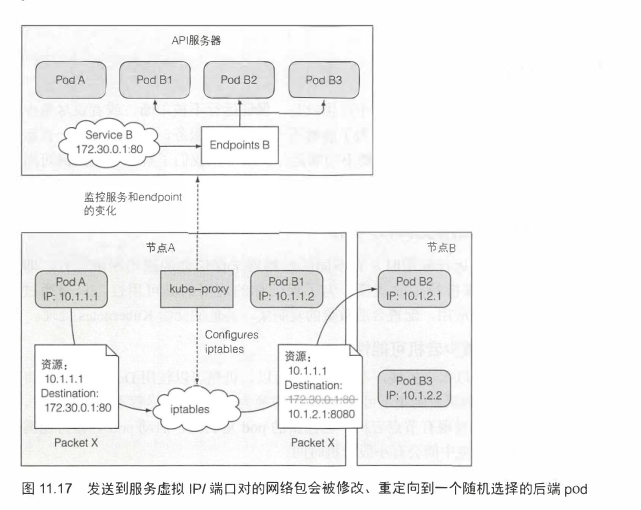 API服务器
Pod A
Pod B1
Pod B2
Pod B3
Service B
172.30.0.1:80
Endpoints B
监控服务和endpoint
的变化
节点A
节点B
Pod A
IP: 10.1.1.1
kube-proxy
Pod B1
IP: 10.1.1.2
Pod B2
IP: 10.1.2.1
Configures
iptables
资源:
10.1.1.1
Destination:
172.30.0.1:80
Packet X
iptables
资源:
10.1.1.1
Destination:
172.30.0.1:80
10.1.2.1:8080
Packet X
Pod B3
IP: 10.1.2.2
图 11.17 发送到服务虚拟 IP/ 端口对的网络包会被修改、重定向到一个随机选择的后端 pod